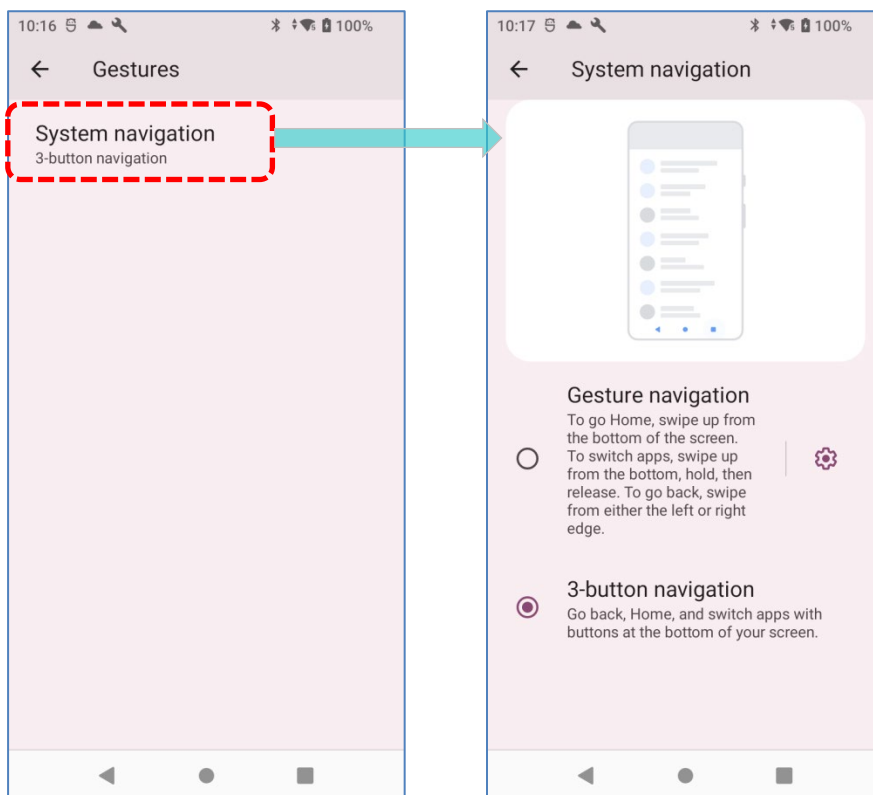 10:16 100%
Gestures
System navigation
3-button navigation
10:17 100%
System navigation
Gesture navigation
To go Home, swipe up from
the bottom of the screen.
To switch apps, swipe up
from the bottom, hold, then
release. To go back, swipe
from either the left or right
edge.
3-button navigation
Go back, Home, and switch apps with
buttons at the bottom of your screen.